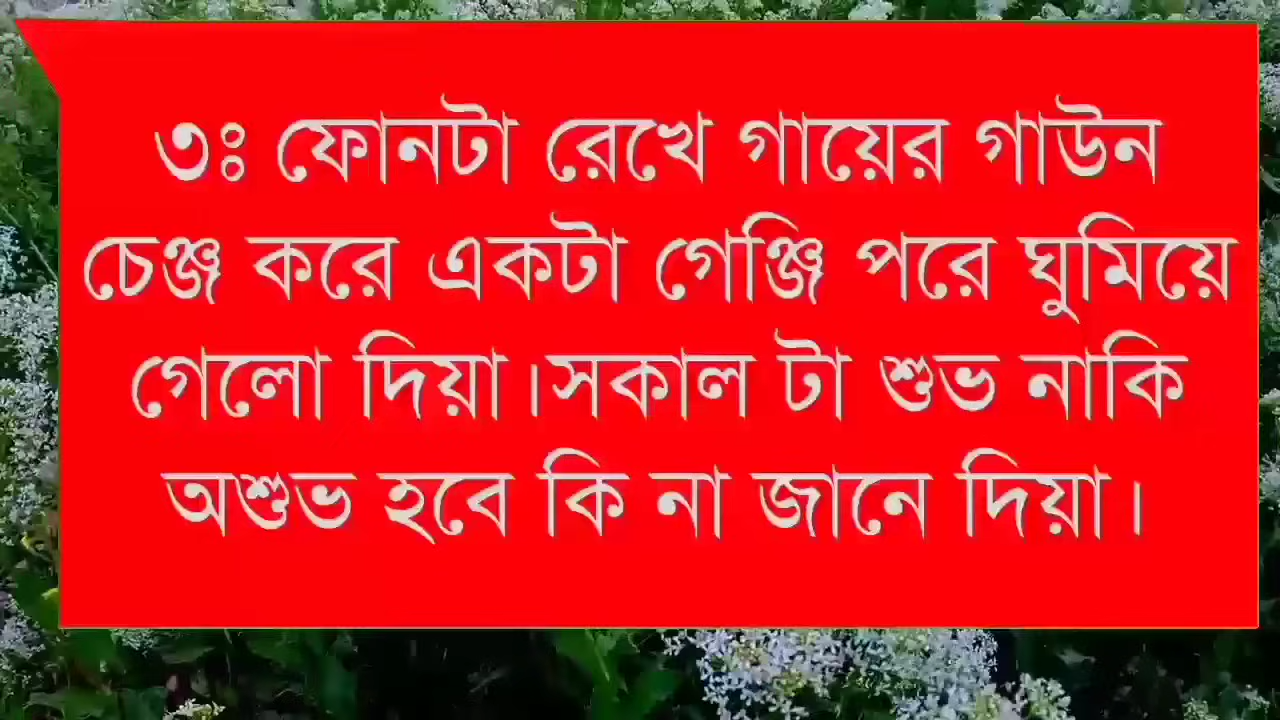 ৩ঃ ফোনটা রেখে গায়ের গাউন
চেঞ্জ করে একটা গেঞ্জি পরে ঘুমিয়ে
গেলো দিয়া।সকাল টা শুভ নাকি
অশুভ হবে কি না জানে দিয়া।